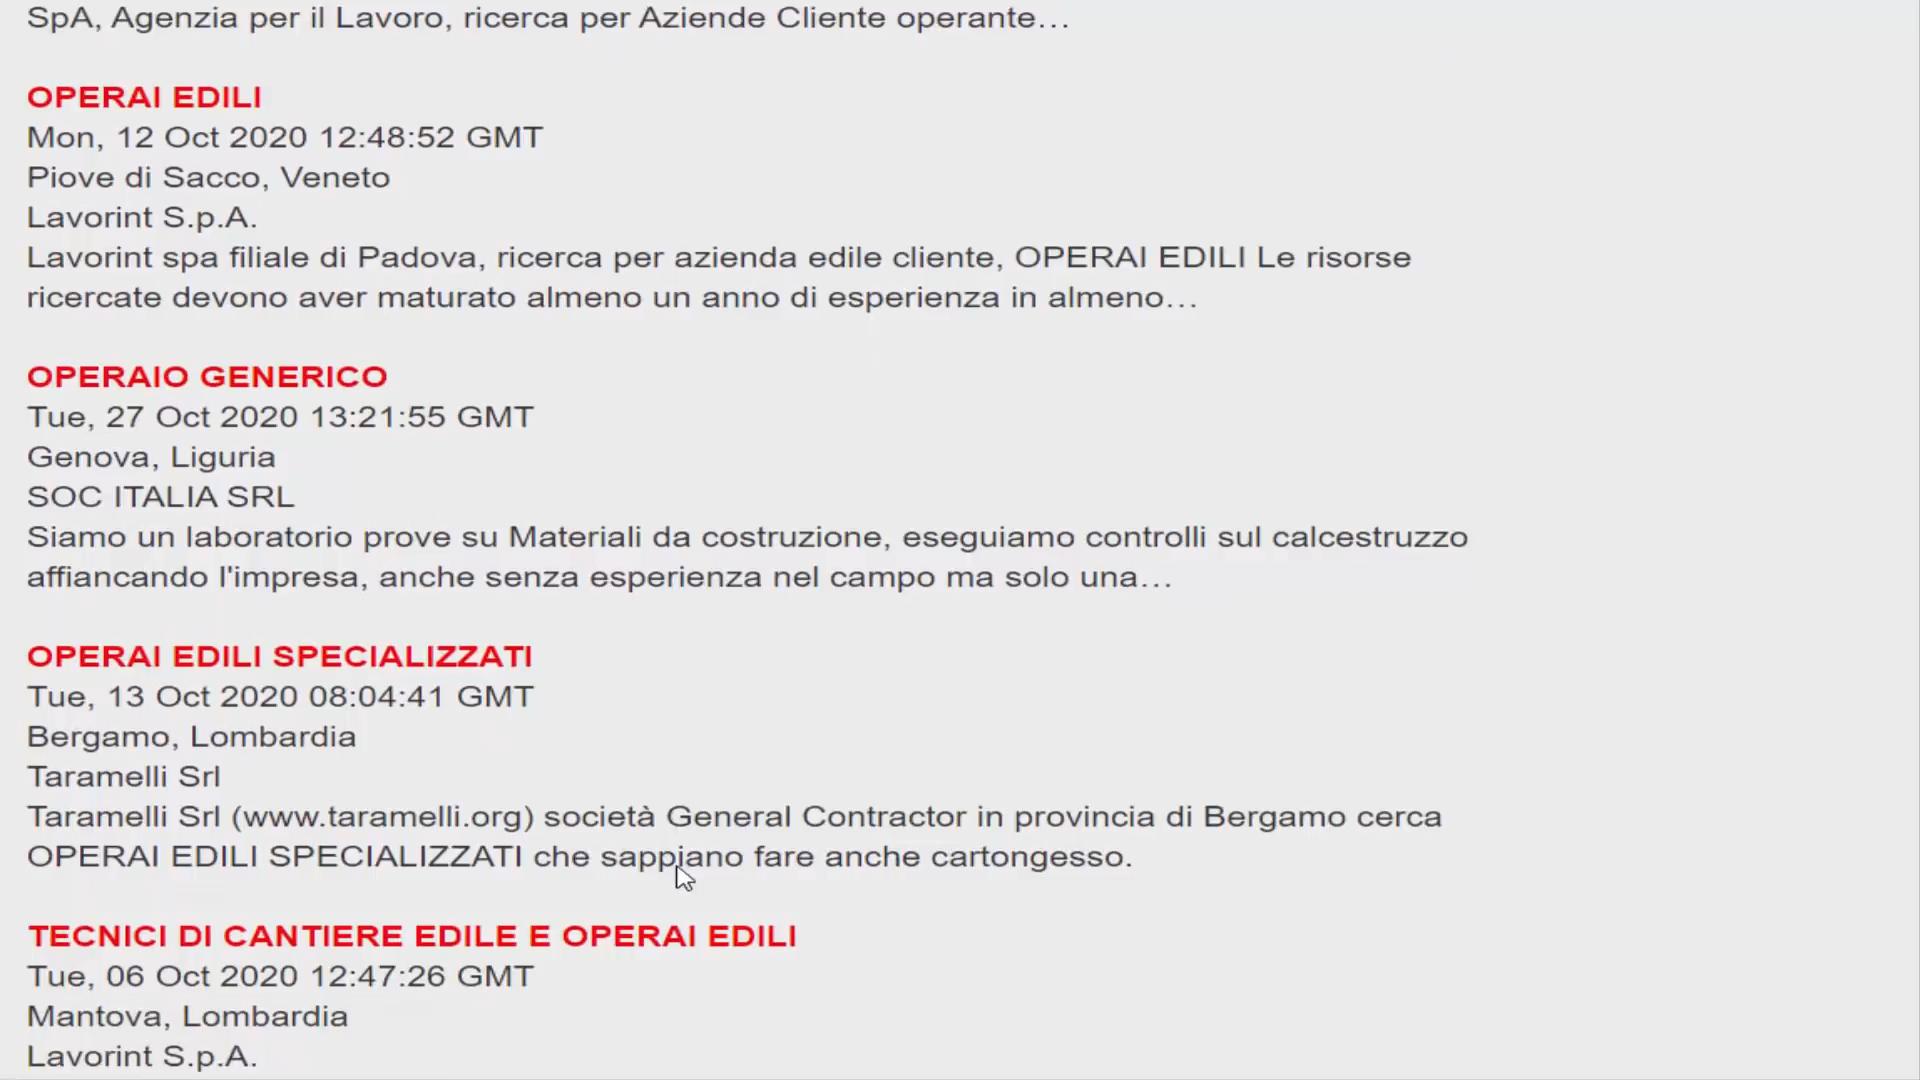 SpA, Agenzia per il Lavoro, ricerca per Aziende Cliente operante…
OPERAI EDILI
Mon, 12 Oct 2020 12:48:52 GMT
Piove di Sacco, Veneto
Lavorint S.p.A.
Lavorint spa filiale di Padova, ricerca per azienda edile cliente, OPERAI EDILI Le risorse
ricercate devono aver maturato almeno un anno di esperienza in almeno…
OPERAIO GENERICO
Tue, 27 Oct 2020 13:21:55 GMT
Genova, Liguria
SOC ITALIA SRL
Siamo un laboratorio prove su Materiali da costruzione, eseguiamo controlli sul calcestruzzo
affiancando l'impresa, anche senza esperienza nel campo ma solo una…
OPERAI EDILI SPECIALIZZATI
Tue, 13 Oct 2020 08:04:41 GMT
Bergamo, Lombardia
Taramelli Srl
Taramelli Srl (www.taramelli.org) società General Contractor in provincia di Bergamo cerca
OPERAI EDILI SPECIALIZZATI che sappiano fare anche cartongesso.
TECNICI DI CANTIERE EDILE E OPERAI EDILI
Tue, 06 Oct 2020 12:47:26 GMT
Mantova, Lombardia
Lavorint S.p.A.